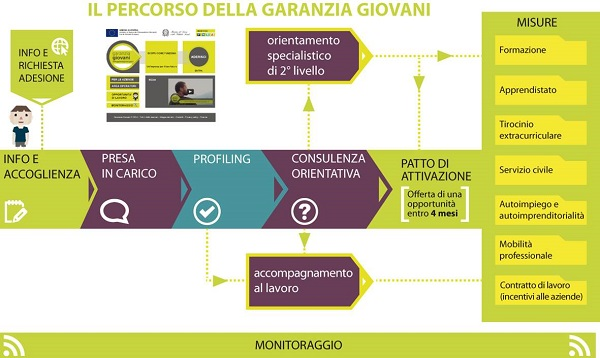 IL PERCORSO DELLA GARANZIA GIOVANI
INFO E
RICHIESTA
ADESIONE
garanzia
giovani
orientamento
specialistico
di 2° livello
INFO E
ACCOGLIENZA
PRESA
IN CARICO
PROFILING
CONSULENZA
ORIENTATIVA
PATTO DI
ATTIVAZIONE
Offerta di una
opportunità
entro 4 mesi
accompagnamento
al lavoro
MISURE
Formazione
Apprendistato
Tirocinio
extracurriculare
Servizio civile
Autoimpiego e
autoimprenditorialità
Mobilità
professionale
Contratto di lavoro
(incentivi alle aziende)
MONITORAGGIO